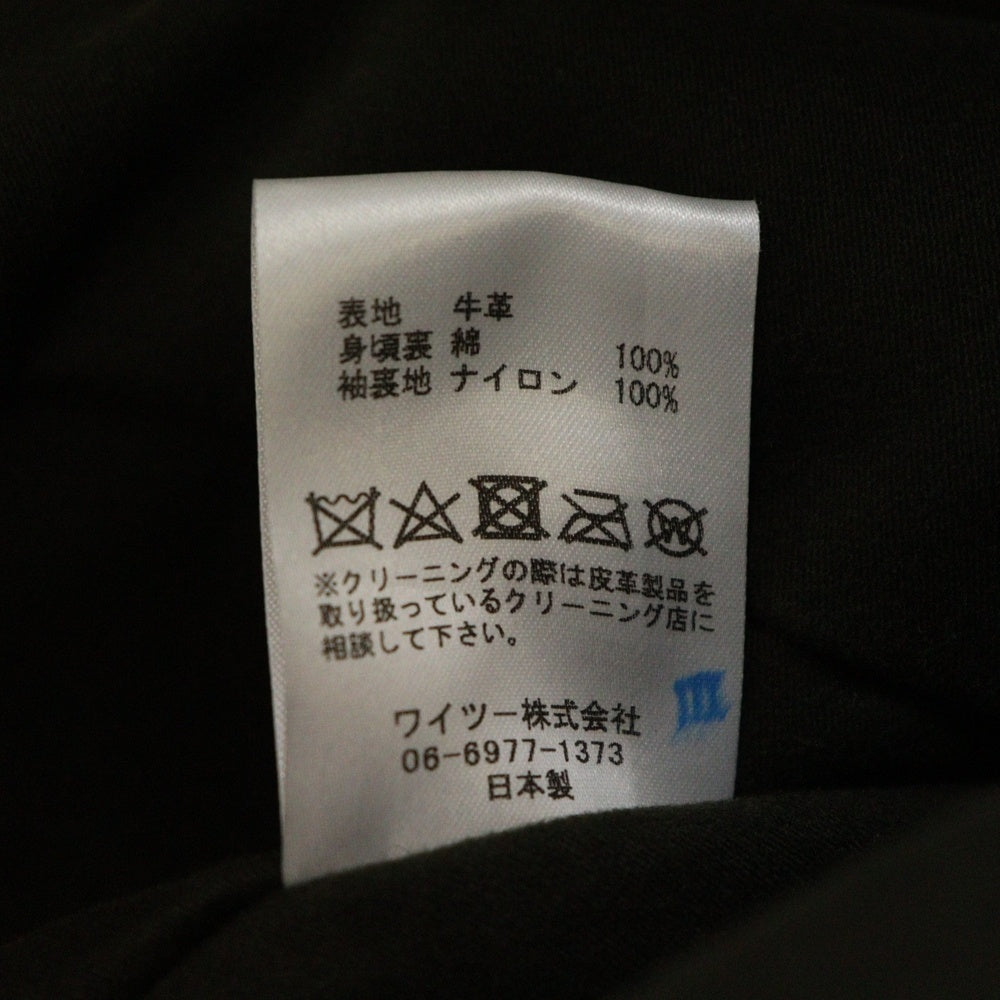 表地 牛革
身頃裏 綿 100%
袖裏地 ナイロン 100%
※クリーニングの際は皮革製品を
取り扱っているクリーニング店に
相談して下さい。
ワイツー株式会社
06-6977-1373
日本製